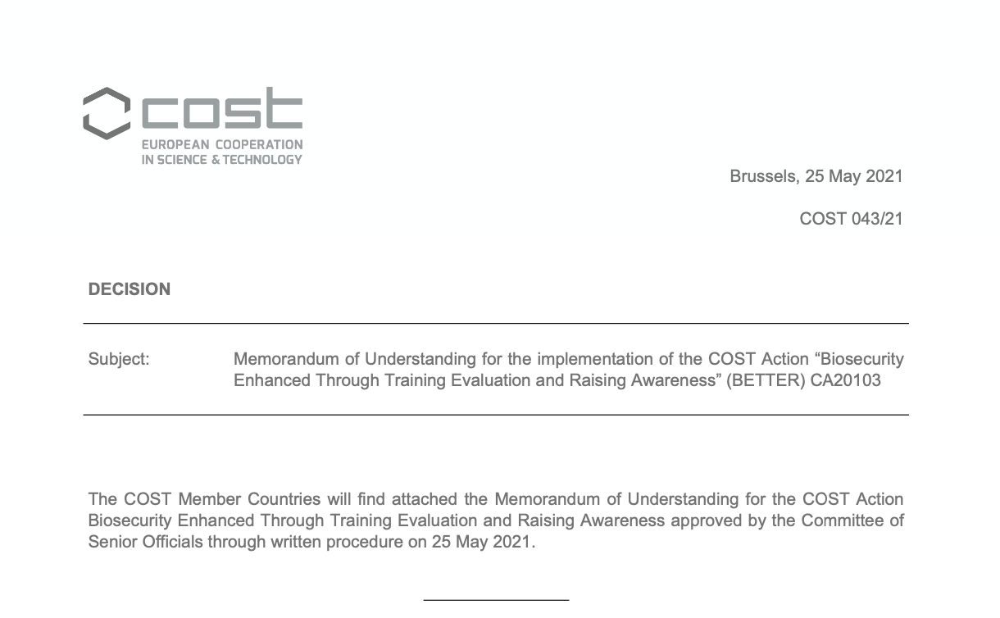 cost
EUROPEAN COOPERATION
IN SCIENCE & TECHNOLOGY
Brussels, 25 May 2021
COST 043/21
DECISION
Subject: Memorandum of Understanding for the implementation of the COST Action “Biosecurity
Enhanced Through Training Evaluation and Raising Awareness” (BETTER) CA20103
The COST Member Countries will find attached the Memorandum of Understanding for the COST Action
Biosecurity Enhanced Through Training Evaluation and Raising Awareness approved by the Committee of
Senior Officials through written procedure on 25 May 2021.